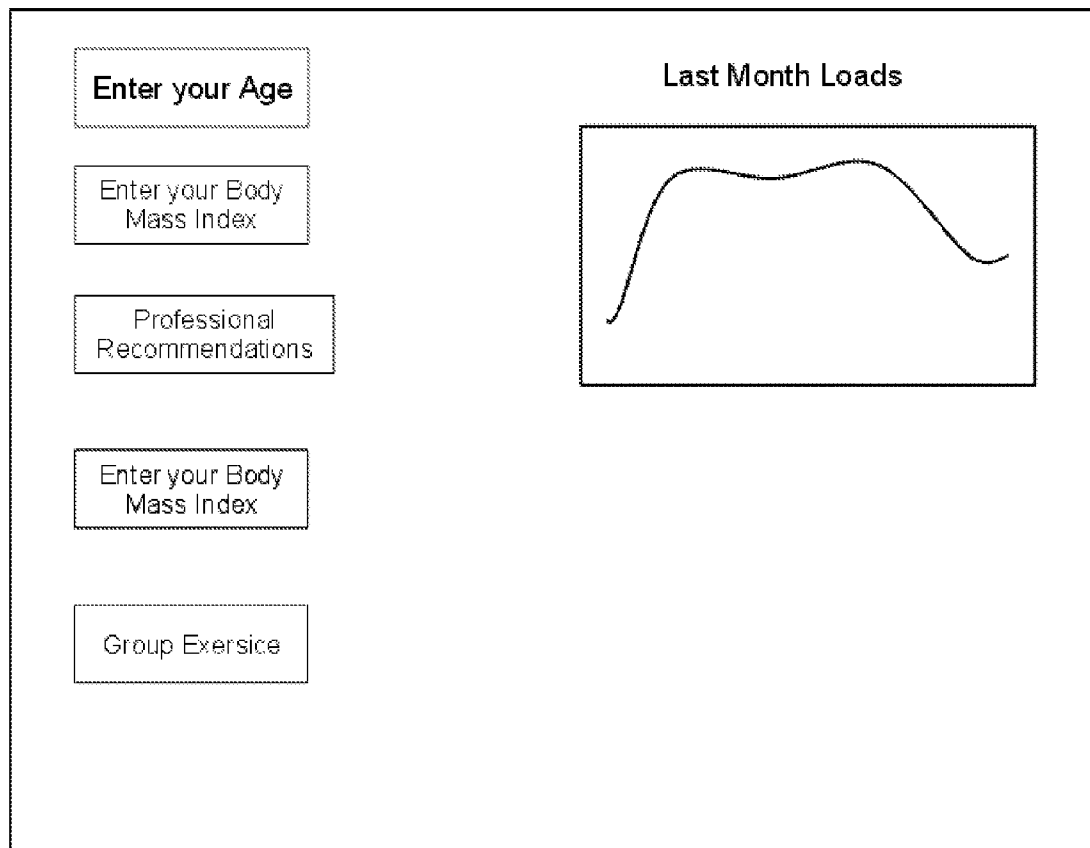 Enter your Age
Enter your Body
Mass Index
Professional
Recommendations
Enter your Body
Mass Index
Group Exersice
Last Month Loads